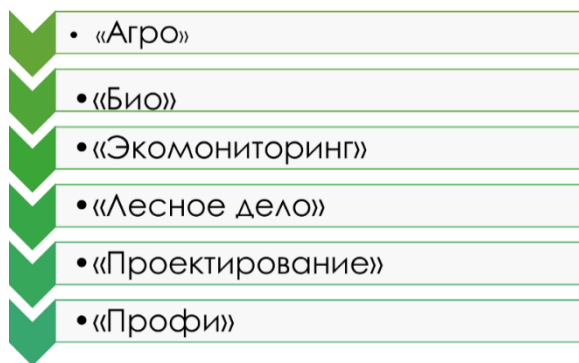 • «Агро»
•«Био»
•«Экомониторинг»
•«Лесное дело»
•«Проектирование»
•«Профи»